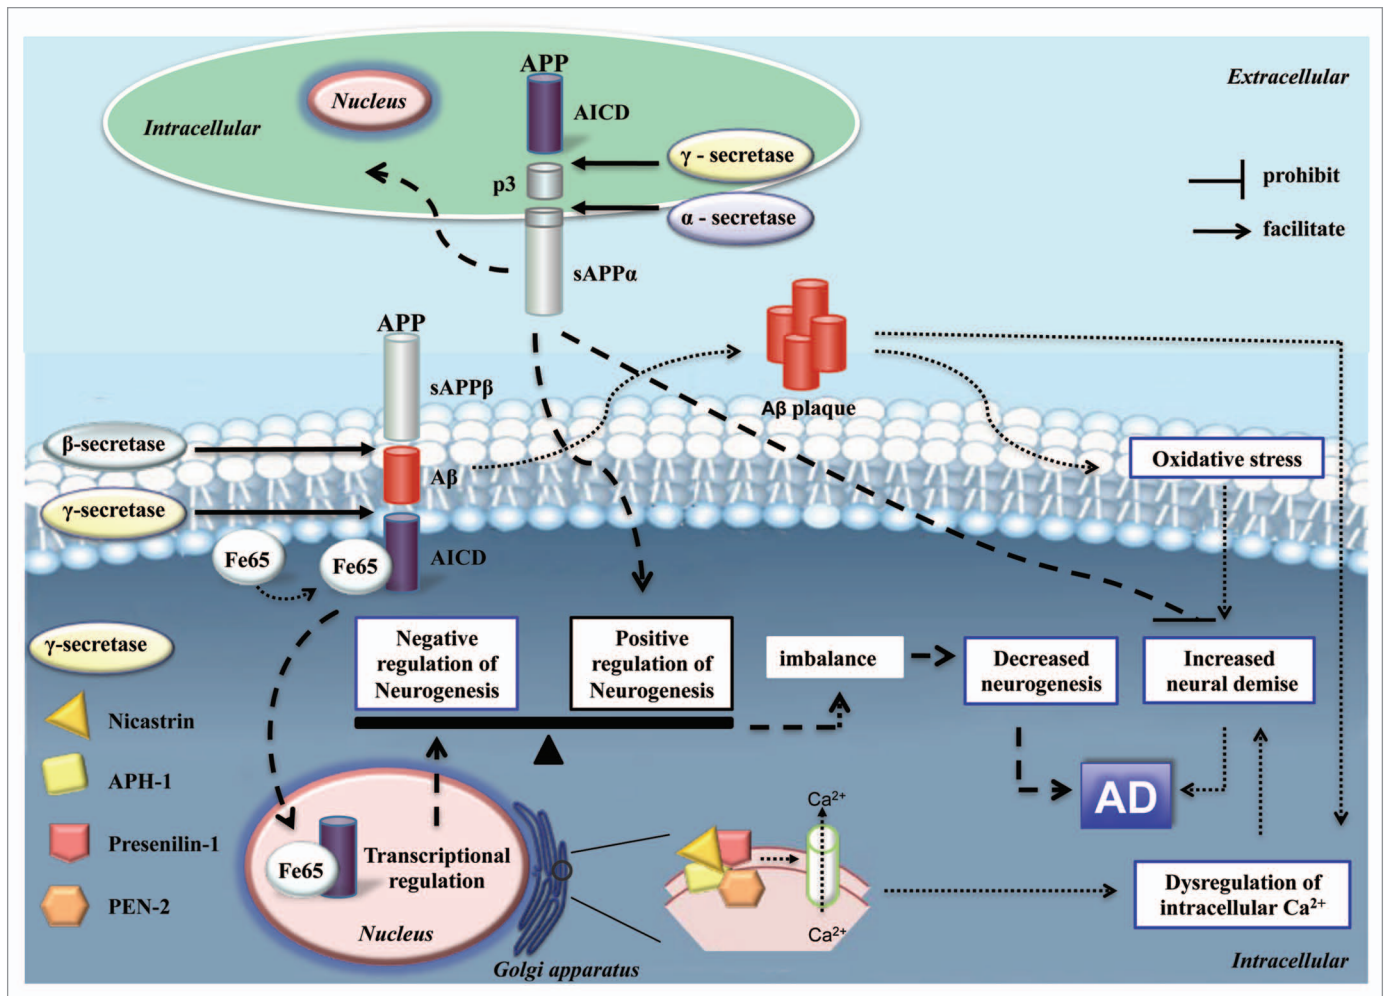 APP
Extracellular
Nucleus
AICD
Intracellular
γ - secretase
prohibit
p3
α - secretase
facilitate
sAPPα
APP
sAPPβ
Aβ plaque
β-secretase
Oxidative stress
Aβ
γ-secretase
Fe65
Fe65
AICD
γ-secretase
Negative
regulation of
Neurogenesis
Positive
regulation of
Neurogenesis
imbalance
Decreased
neurogenesis
Increased
neural demise
Nicastrin
APH-1
AD
Ca²⁺
Presenilin-1
Fe65
Transcriptional
regulation
PEN-2
Dysregulation of
intracellular Ca²⁺
Nucleus
Ca²⁺
Golgi apparatus
Intracellular